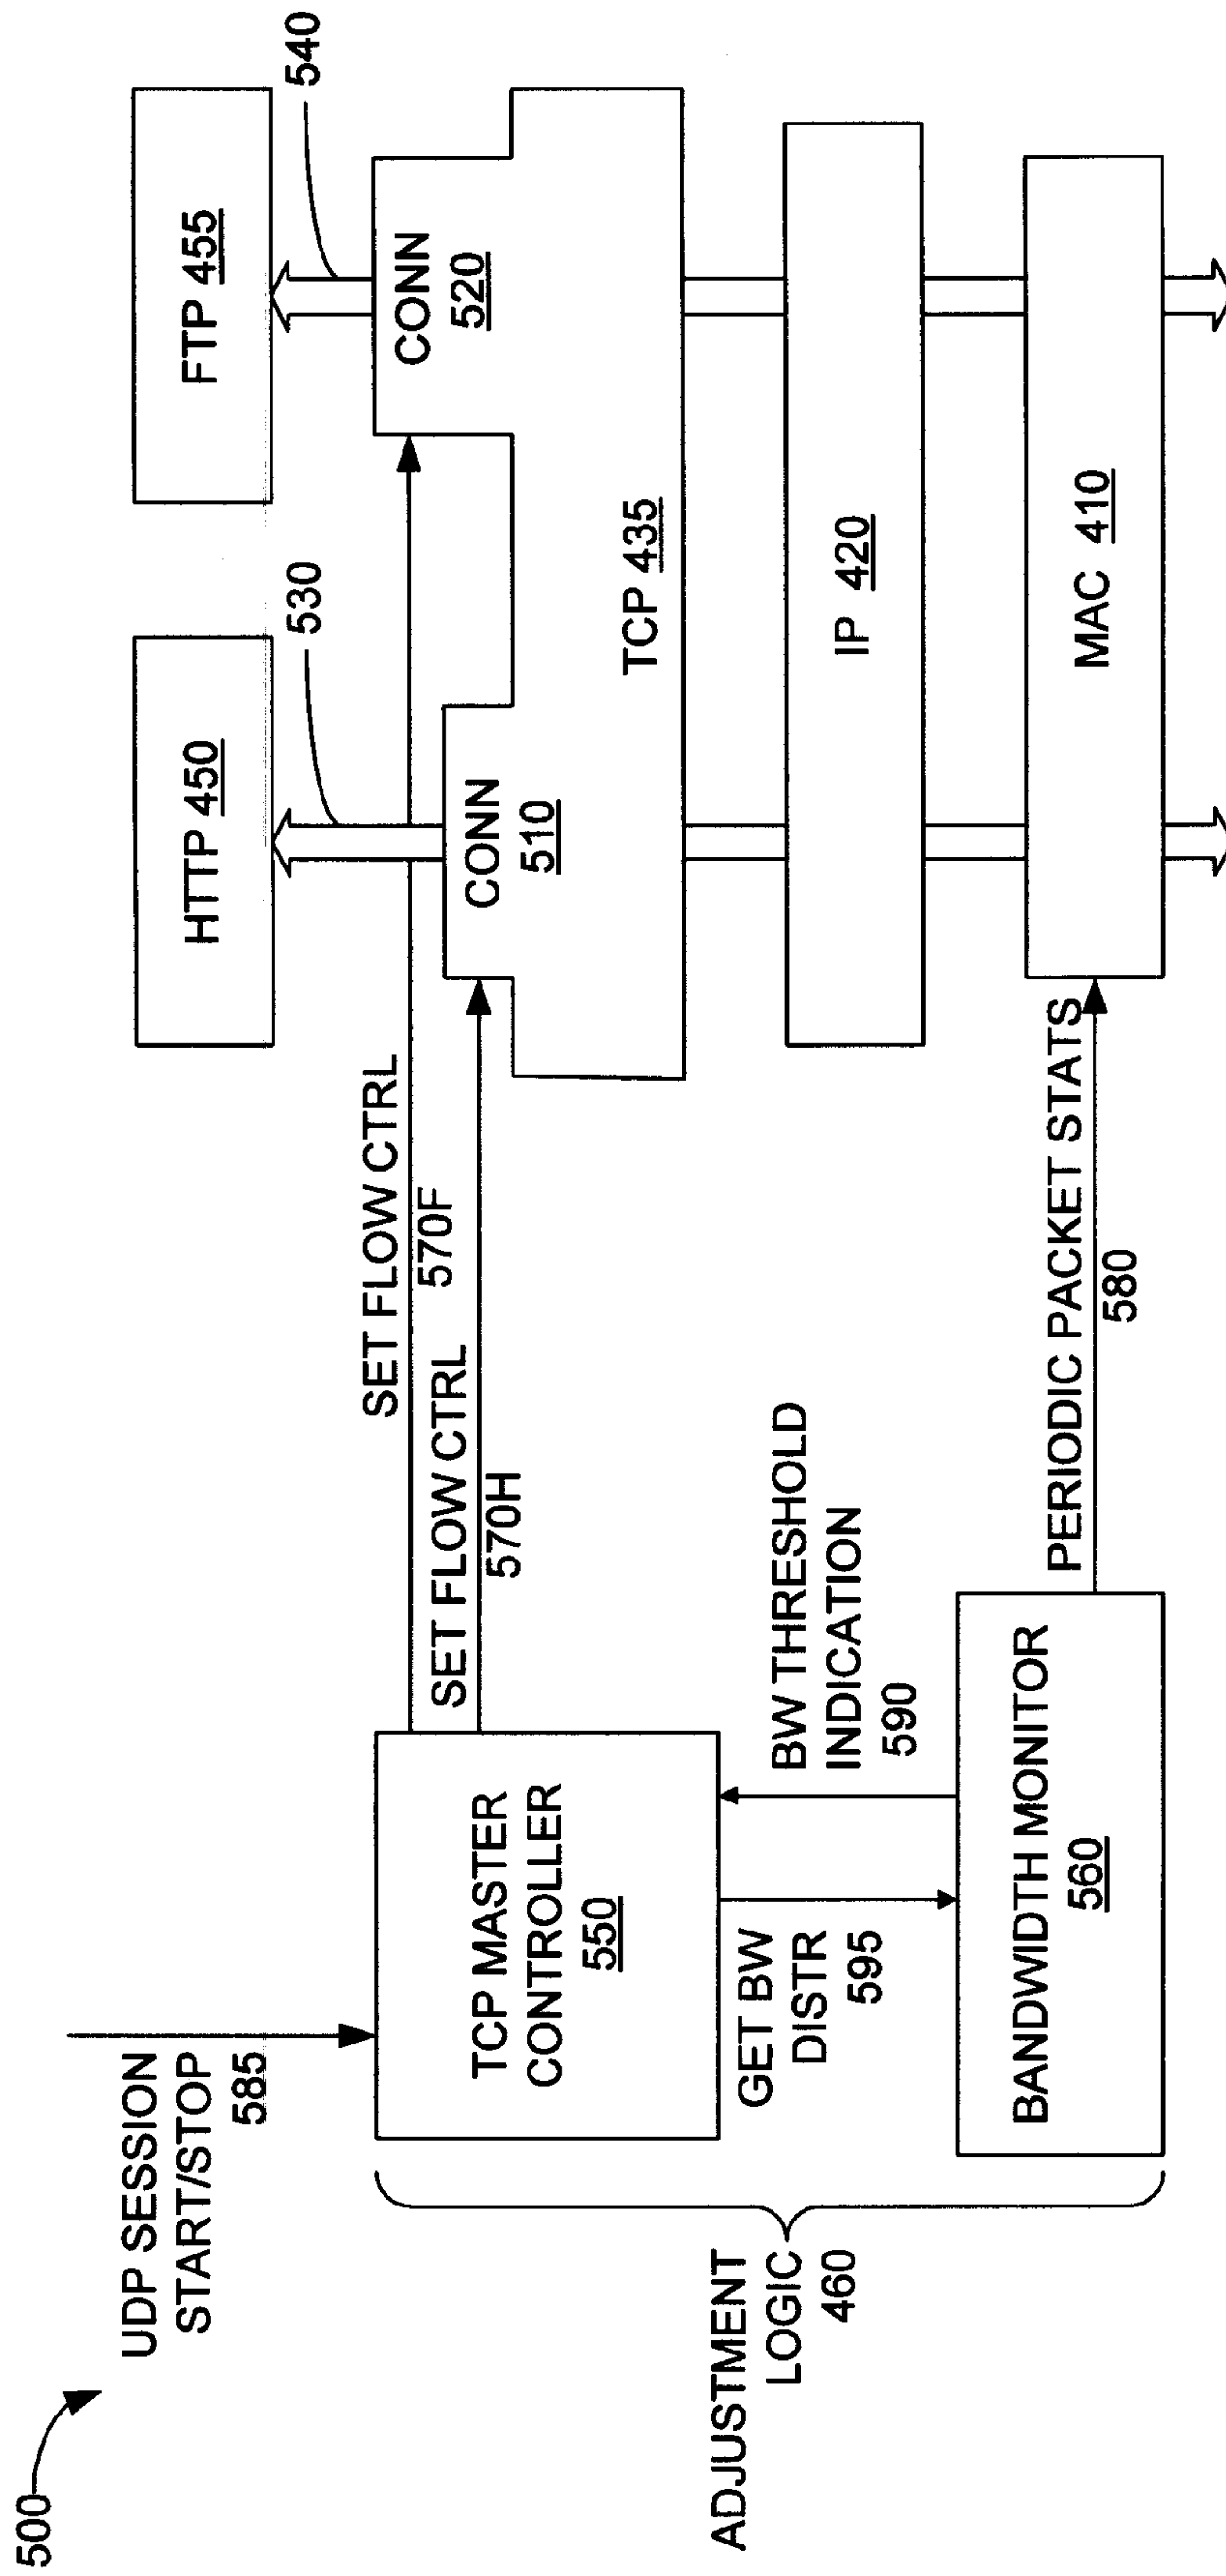 500
UDP SESSION
START/STOP
585
HTTP 450
FTP 455
530
540
SET FLOW CTRL
570F
SET FLOW CTRL
570H
CONN
510
CONN
520
TCP MASTER
CONTROLLER
550
TCP 435
ADJUSTMENT
LOGIC
460
GET BW
DISTR
595
BW THRESHOLD
INDICATION
590
IP 420
BANDWIDTH MONITOR
560
PERIODIC PACKET STATS
580
MAC 410